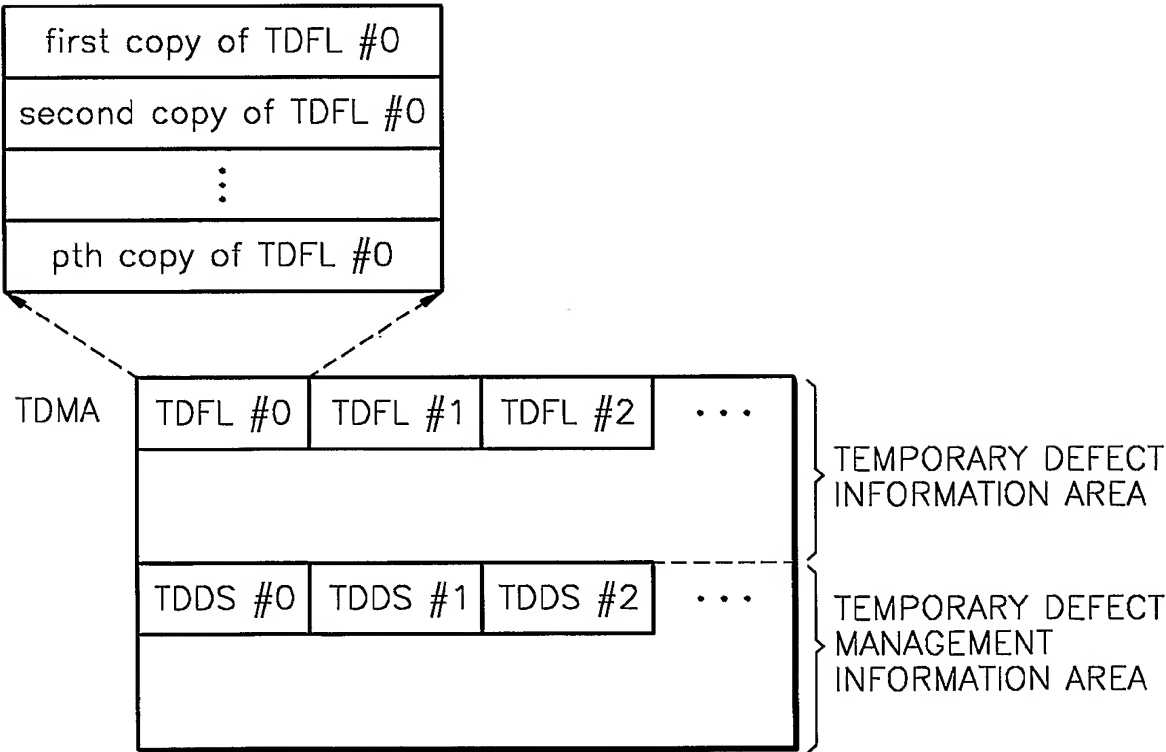 first copy of TDFL #0
second copy of TDFL #0
⋮
pth copy of TDFL #0
TDMA
TDFL #0
TDFL #1
TDFL #2
...
TEMPORARY DEFECT
INFORMATION AREA
TDDS #0
TDDS #1
TDDS #2
...
TEMPORARY DEFECT
MANAGEMENT
INFORMATION AREA